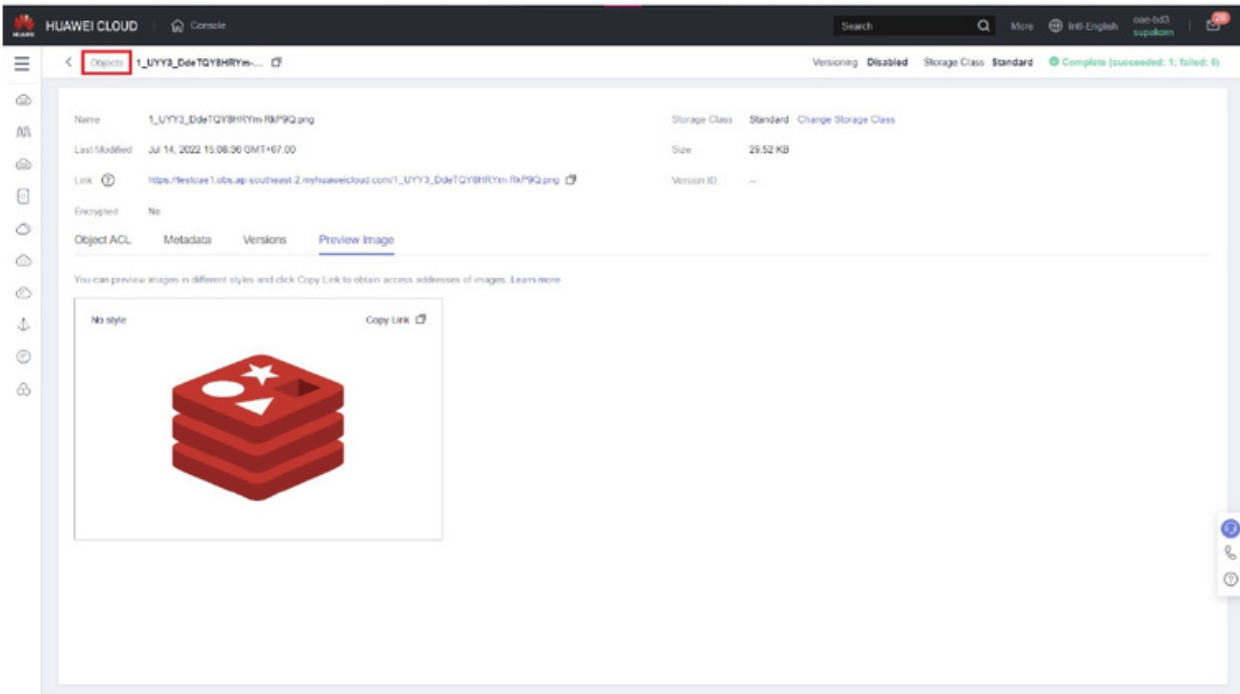 HUAWEI
HUAWEI CLOUD Console Search More Intl-English oae-bd3
supakorn
Objects 1_UYY3_DdeTQY8HRYm-... Versioning Disabled Storage Class Standard Complete (succeeded: 1; failed: 0)
Name 1_UYY3_DdeTQY8HRYm-RkP9Q.png Storage Class Standard Change Storage Class
Last Modified Jul 14, 2022 15:08:36 GMT+07:00 Size 29.52 KB
Link https://testoae1.obs.ap-southeast-2.myhuaweicloud.com/1_UYY3_DdeTQY8HRYm-RkP9Q.png Version ID --
Encrypted No
Object ACL Metadata Versions Preview Image
You can preview images in different styles and click Copy Link to obtain access addresses of images. Learn more
No style Copy Link